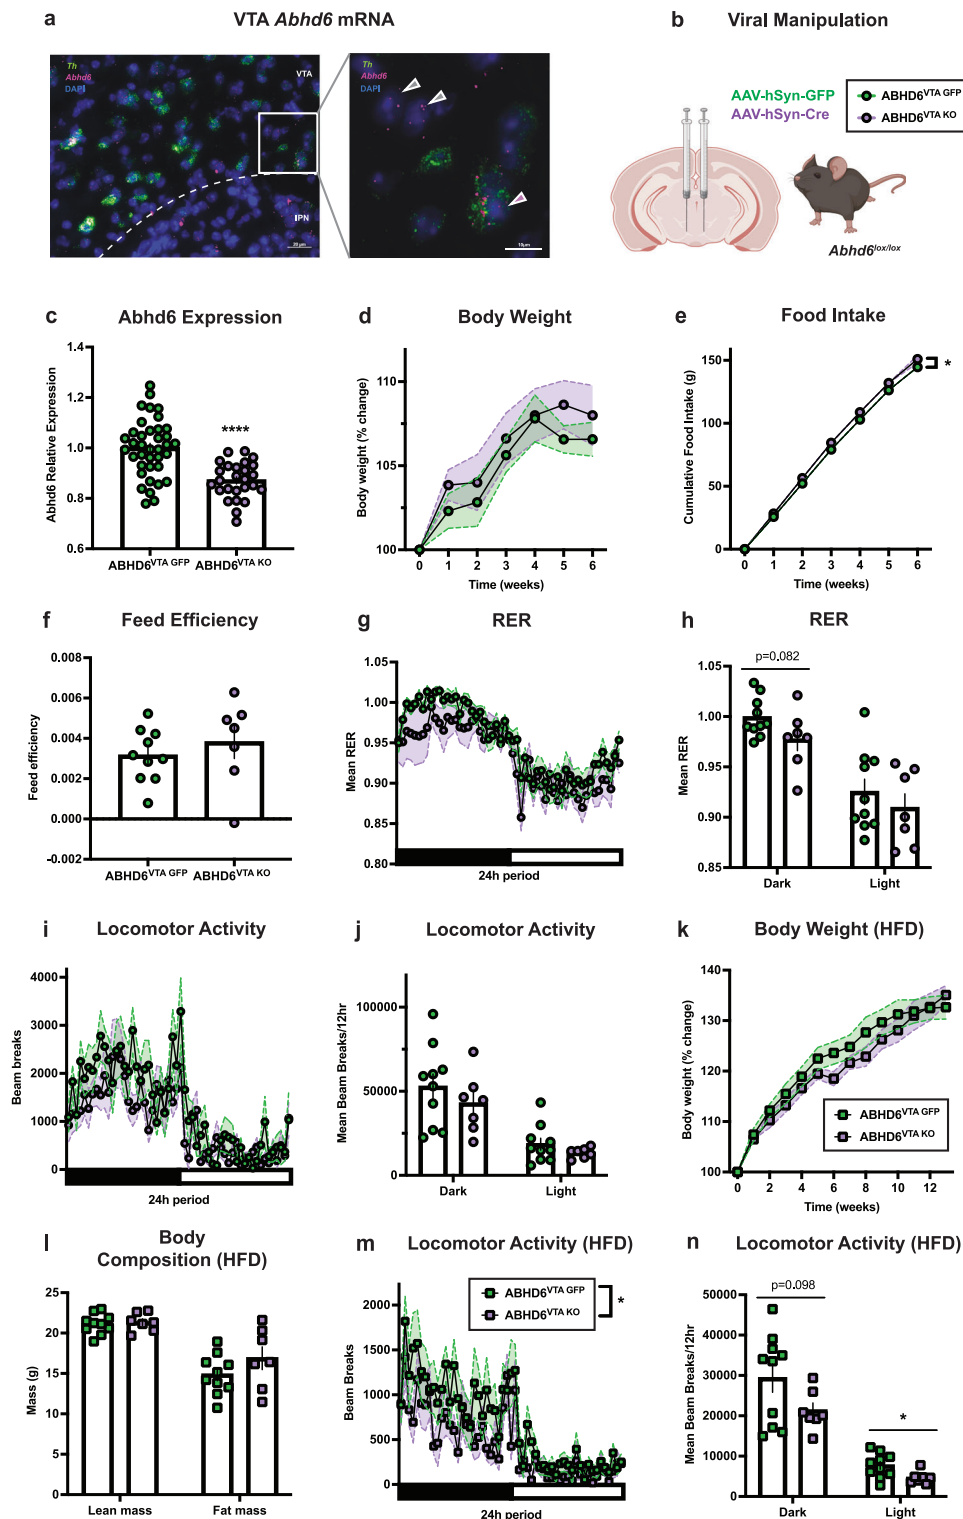 a
VTA Abhd6 mRNA
Th
Abhd6
DAPI
VTA
IPN
20μm
Th
Abhd6
DAPI
10μm
b
Viral Manipulation
AAV-hSyn-GFP
AAV-hSyn-Cre
ABHD6VTA GFP
ABHD6VTA KO
Abhd6lox/lox
c
Abhd6 Expression
Abhd6 Relative Expression
1.4
1.2
1.0
0.8
0.6
****
ABHD6VTA GFP
ABHD6VTA KO
d
Body Weight
Body weight (% change)
110
105
100
0 1 2 3 4 5 6
Time (weeks)
e
Food Intake
Cumulative Food Intake (g)
150
100
50
0
*
0 1 2 3 4 5 6
Time (weeks)
f
Feed Efficiency
Feed efficiency
0.008
0.006
0.004
0.002
0.000
-0.002
ABHD6VTA GFP
ABHD6VTA KO
g
RER
Mean RER
1.05
1.00
0.95
0.90
0.85
0.80
24h period
h
RER
Mean RER
1.05
1.00
0.95
0.90
0.85
p=0.082
Dark
Light
i
Locomotor Activity
Beam breaks
4000
3000
2000
1000
0
24h period
j
Locomotor Activity
Mean Beam Breaks/12hr
100000
50000
0
Dark
Light
k
Body Weight (HFD)
Body weight (% change)
140
130
120
110
100
ABHD6VTA GFP
ABHD6VTA KO
0 2 4 6 8 10 12
Time (weeks)
l
Body
Composition (HFD)
Mass (g)
25
20
15
10
5
0
Lean mass
Fat mass
m
Locomotor Activity (HFD)
Beam Breaks
2000
1500
1000
500
0
ABHD6VTA GFP
ABHD6VTA KO
*
24h period
n
Locomotor Activity (HFD)
Mean Beam Breaks/12hr
50000
40000
30000
20000
10000
0
p=0.098
*
Dark
Light